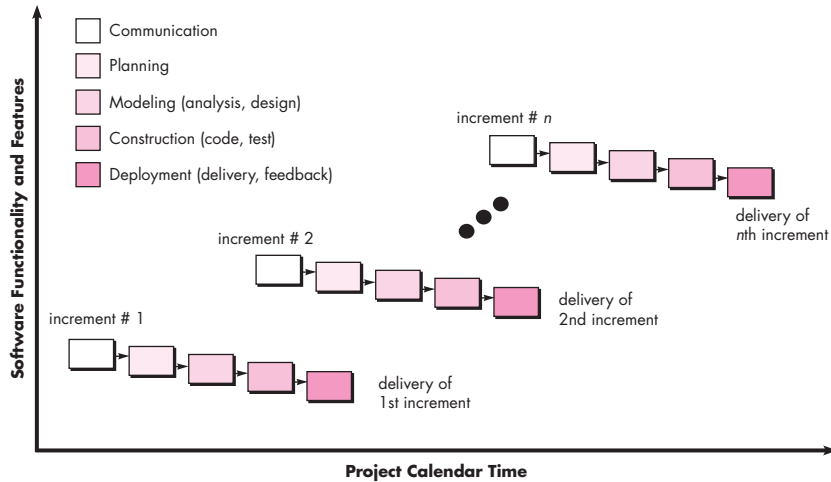 Software Functionality and Features
Communication
Planning
Modeling (analysis, design)
Construction (code, test)
Deployment (delivery, feedback)
increment # n
delivery of
nth increment
increment # 2
delivery of
2nd increment
increment # 1
delivery of
1st increment
Project Calendar Time